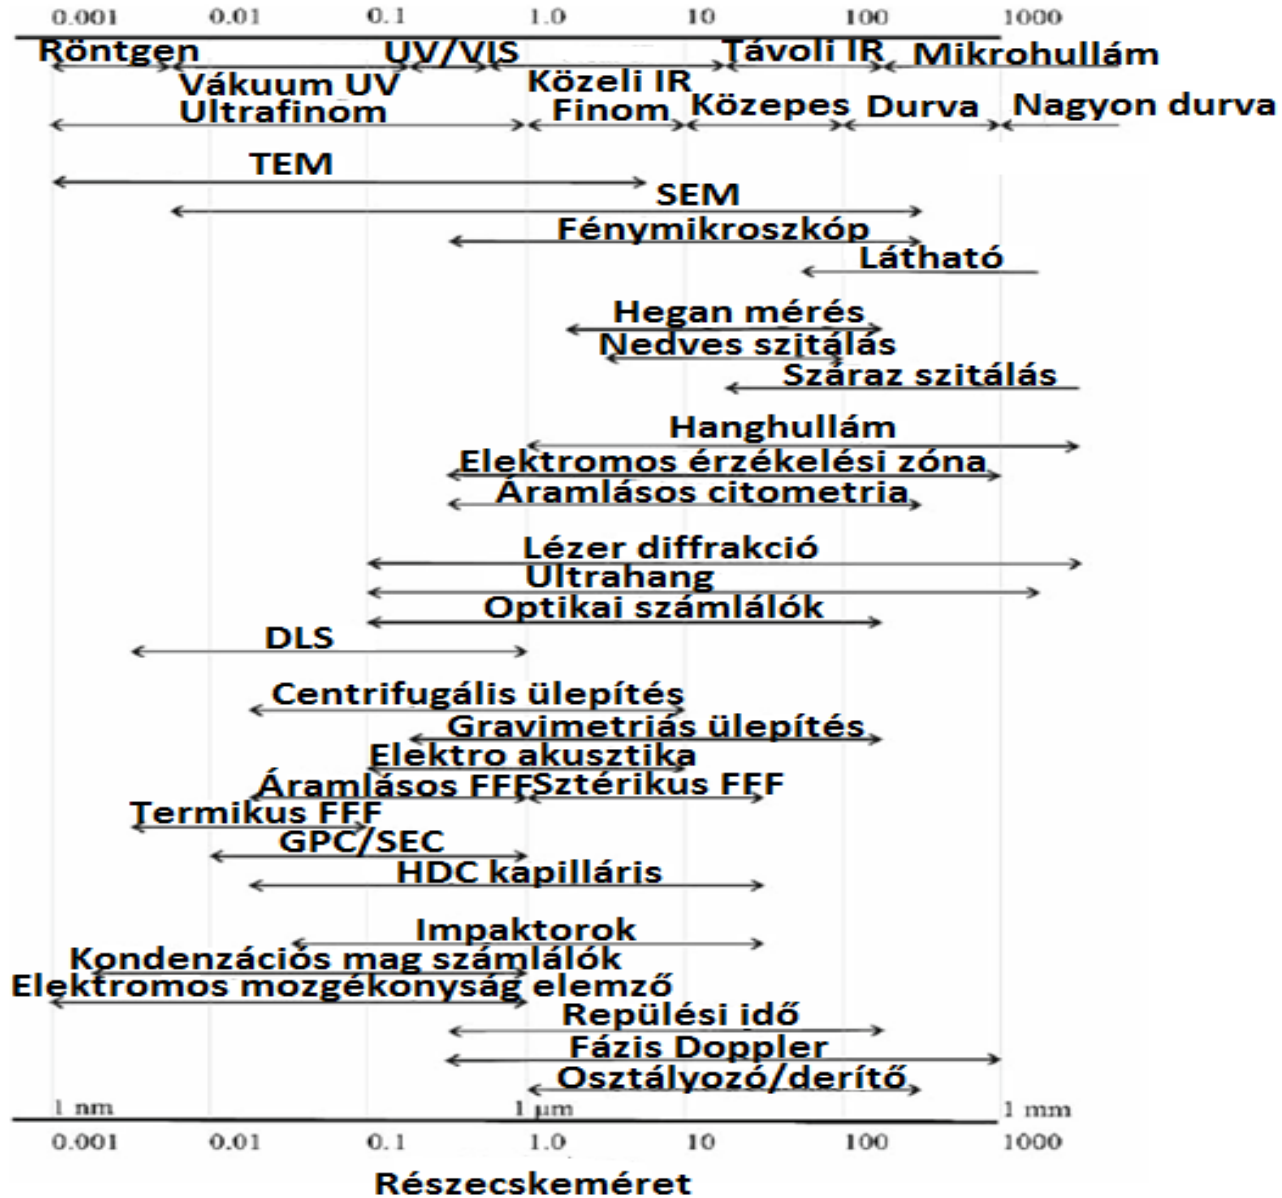 0.001 0.01 0.1 1.0 10 100 1000
Röntgen UV/VIS Távoli IR Mikrohullám
Vákuum UV Közeli IR
Ultrafinom Finom Közepes Durva Nagyon durva
TEM
SEM
Fénymikroszkóp
Látható
Hegan mérés
Nedves szitálás
Száraz szitálás
Hanghullám
Elektromos érzékelési zóna
Áramlásos citometria
Lézer diffrakció
Ultrahang
Optikai számlálók
DLS
Centrifugális ülepítés
Gravimetriás ülepítés
Elektro akusztika
Áramlásos FFF Sztérikus FFF
Termikus FFF
GPC/SEC
HDC kapilláris
Impaktorok
Kondenzációs mag számlálók
Elektromos mozgékonyság elemző
Repülési idő
Fázis Doppler
Osztályozó/derítő
1 nm 1 µm 1 mm
0.001 0.01 0.1 1.0 10 100 1000
Részecskeméret